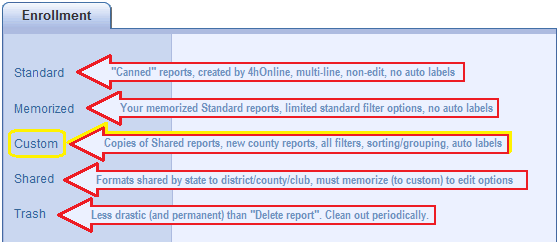 Enrollment
Standard "Canned" reports, created by 4hOnline, multi-line, non-edit, no auto labels
Memorized Your memorized Standard reports, limited standard filter options, no auto labels
Custom Copies of Shared reports, new county reports, all filters, sorting/grouping, auto labels
Shared Formats shared by state to district/county/club, must memorize (to custom) to edit options
Trash Less drastic (and permanent) than "Delete report". Clean out periodically.